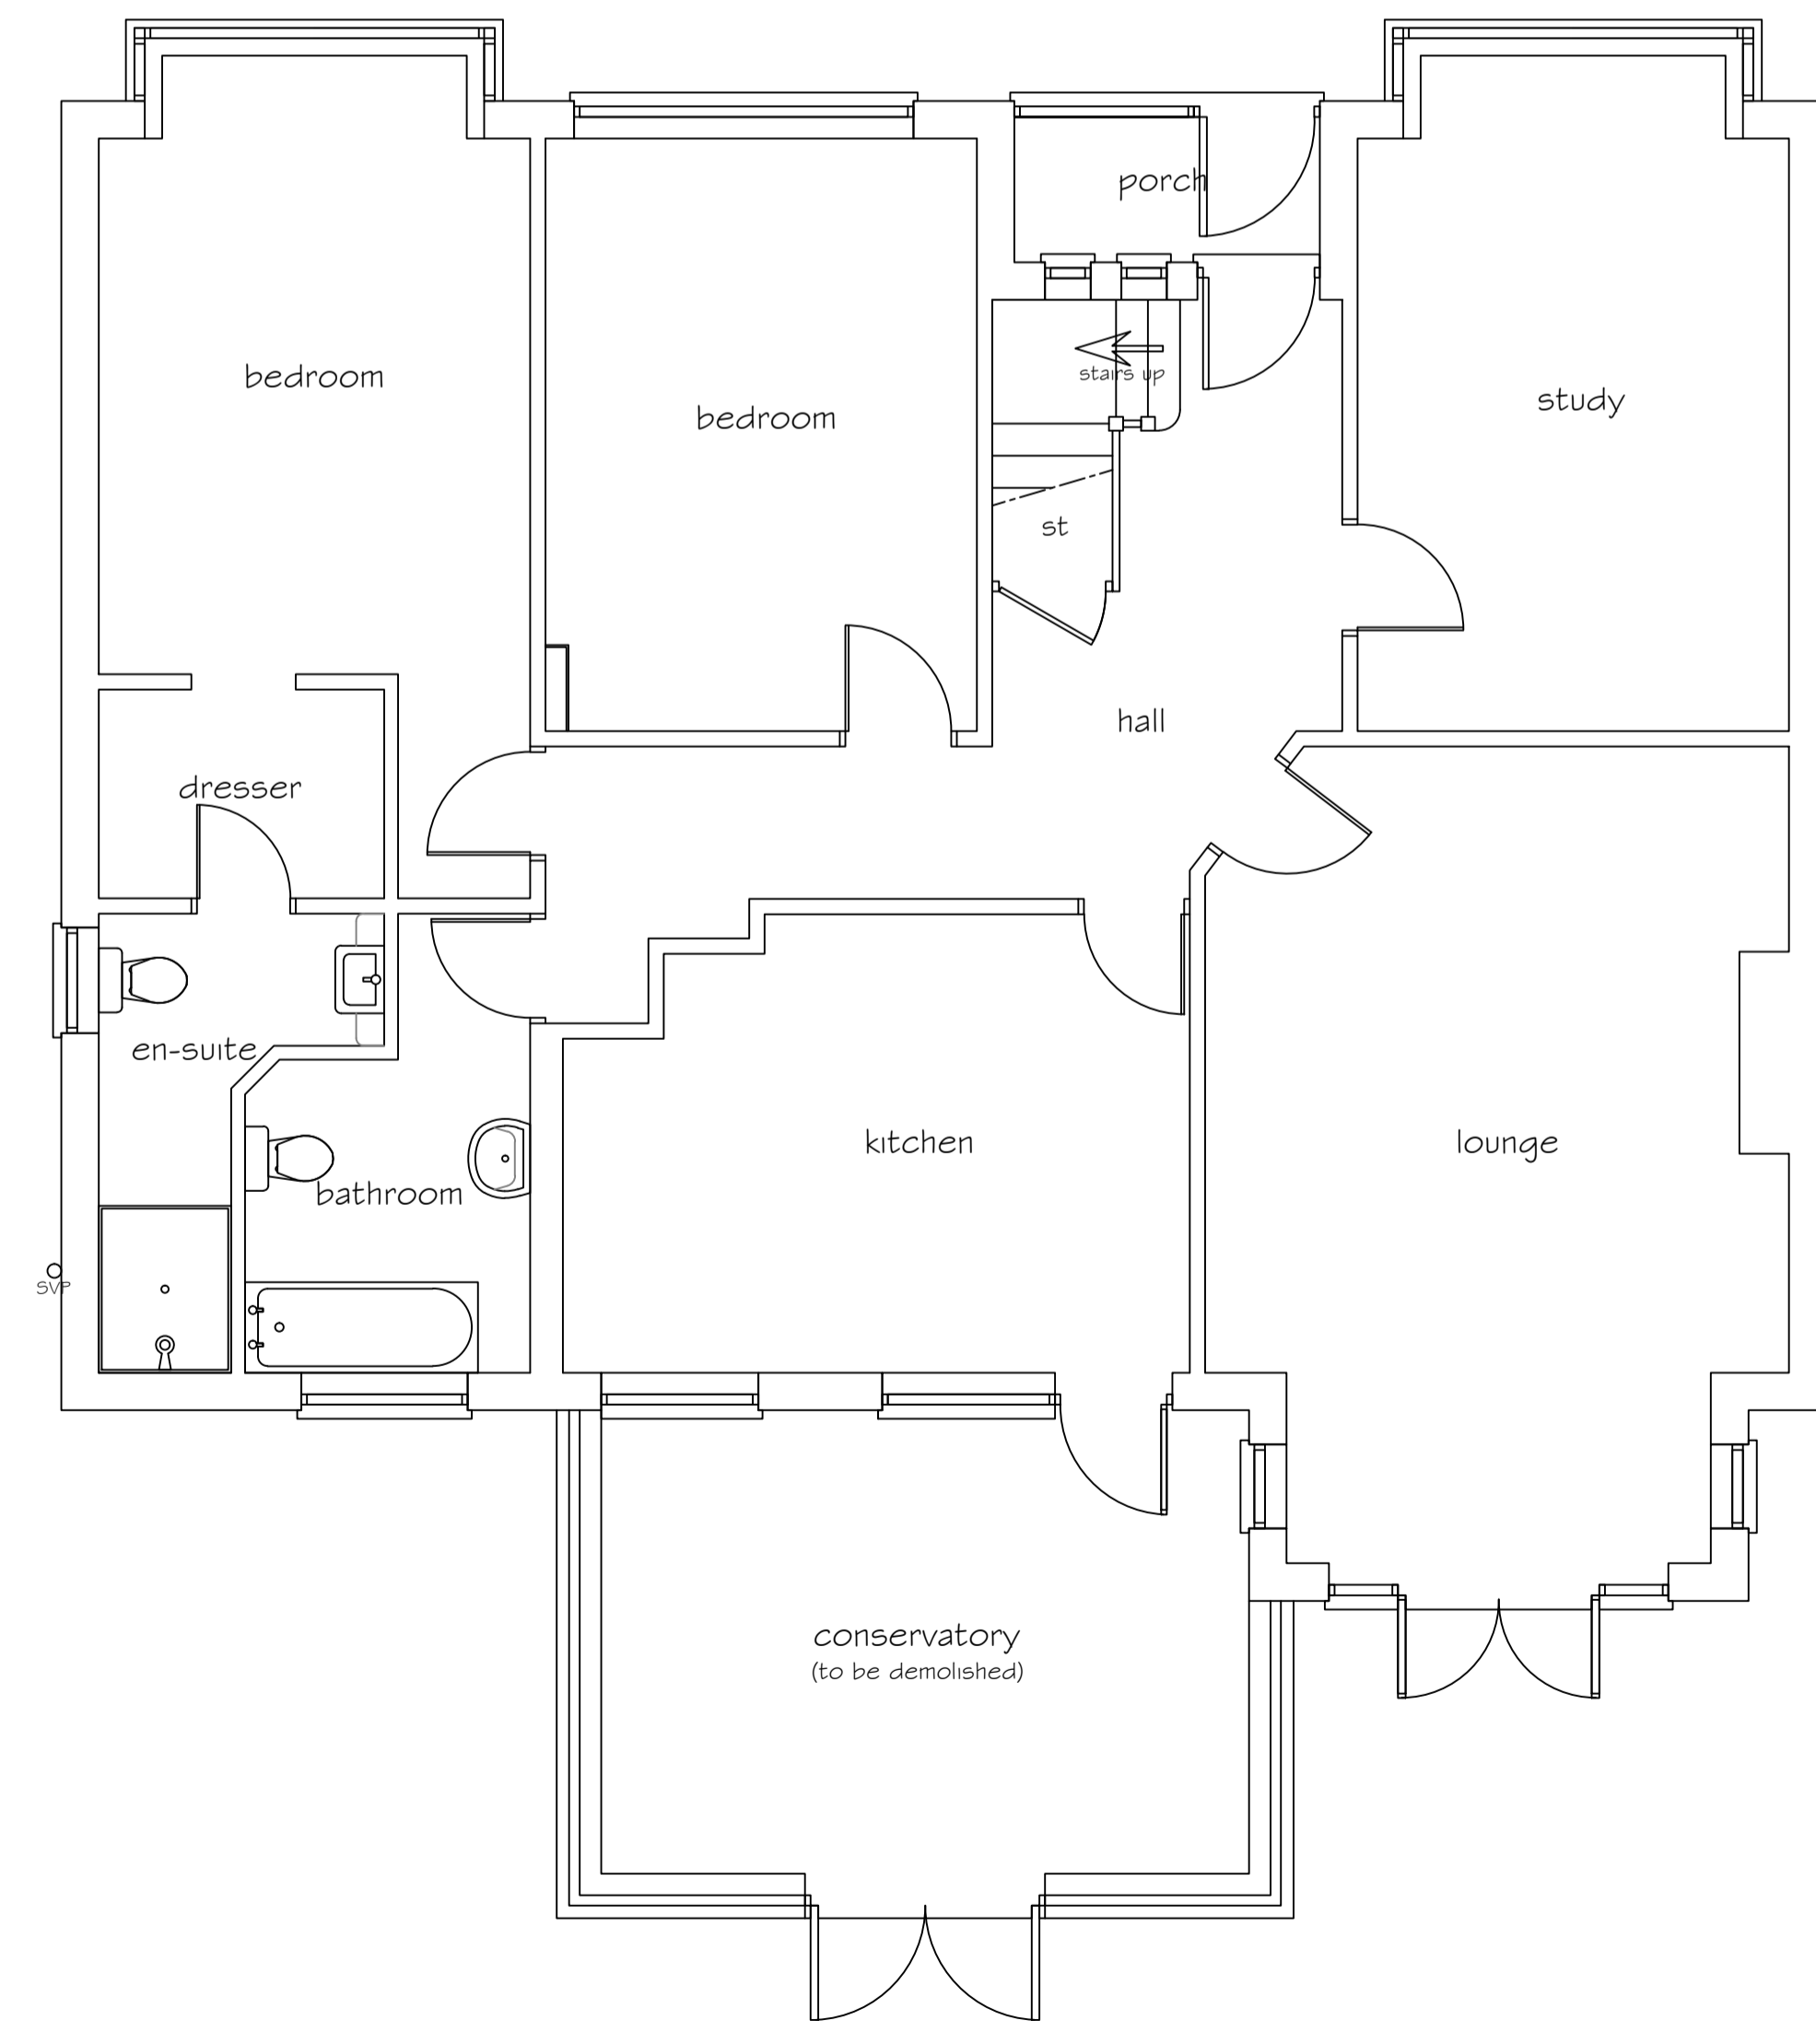 porch
bedroom
stairs up
study
bedroom
st
hall
dresser
en-suite
kitchen
lounge
bathroom
SVP
conservatory
(to be demolished)